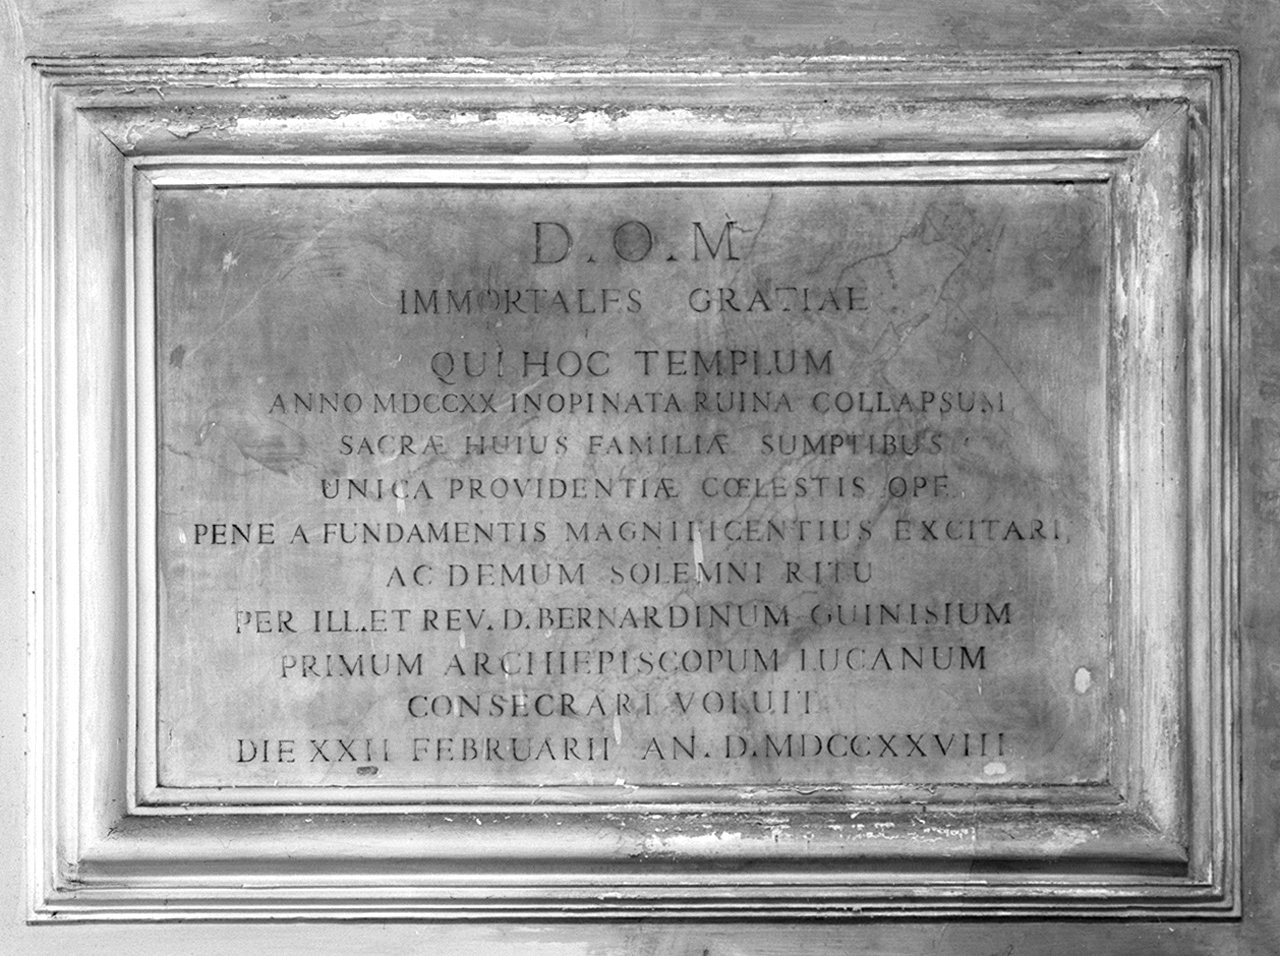 D.O.M
IMMORTALES GRATIAE
QUI HOC TEMPLUM
ANNO MDCCXX INOPINATA RUINA COLLAPSUM
SACRÆ HUIUS FAMILIÆ SUMPTIBUS
UNICA PROVIDENTIÆ CŒLESTIS OPE
PENE A FUNDAMENTIS MAGNIFICENTIUS EXCITARI,
AC DEMUM SOLEMNI RITU
PER ILL.ET REV.D.BERNARDINUM GUINISIUM
PRIMUM ARCHIEPISCOPUM LUCANUM
CONSECRARI VOLUIT
DIE XXII FEBRUARII AN.D.MDCCXXVIII